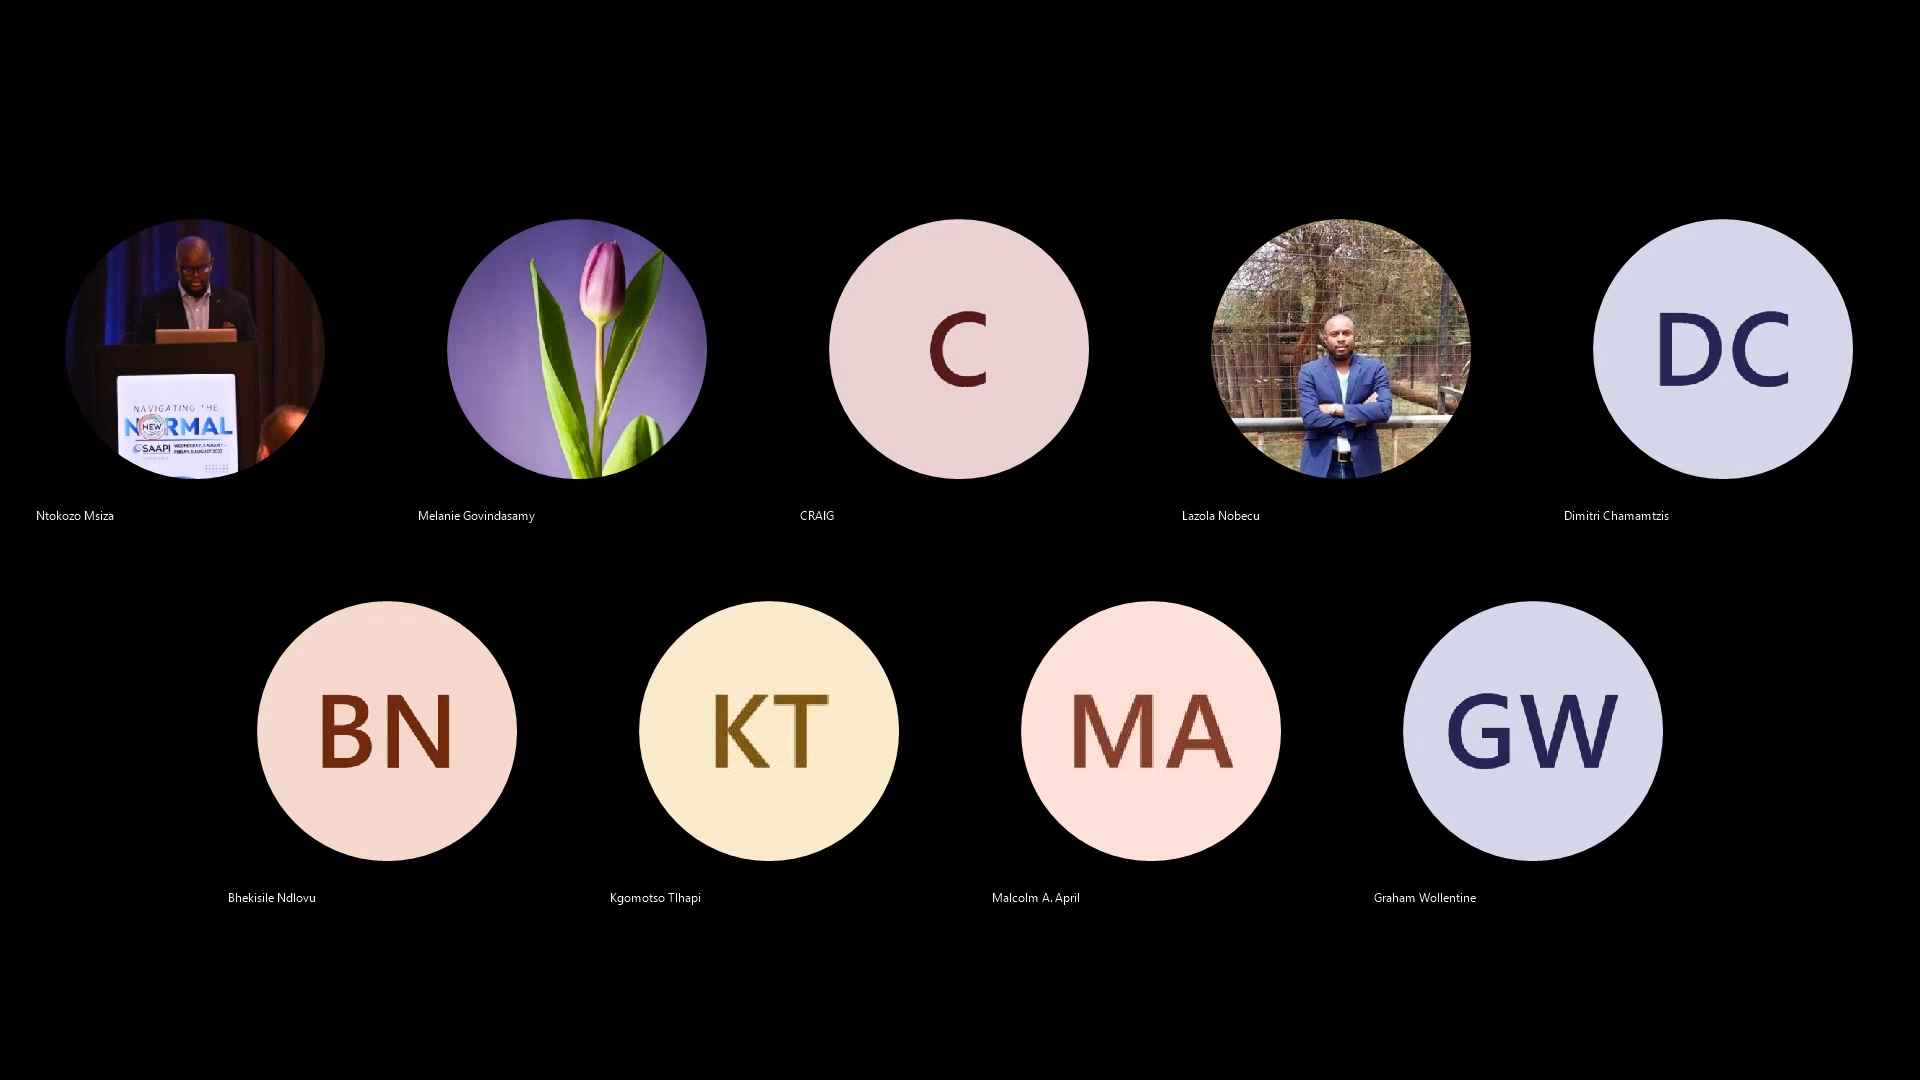 NAVIGATING THE
NEW NORMAL
SAAPI
C
DC
Ntokozo Msiza
Melanie Govindasamy
CRAIG
Lazola Nobecu
Dimitri Chamamtzis
BN
KT
MA
GW
Bhekisile Ndlovu
Kgomotso Tlhapi
Malcolm A. April
Graham Wollentine